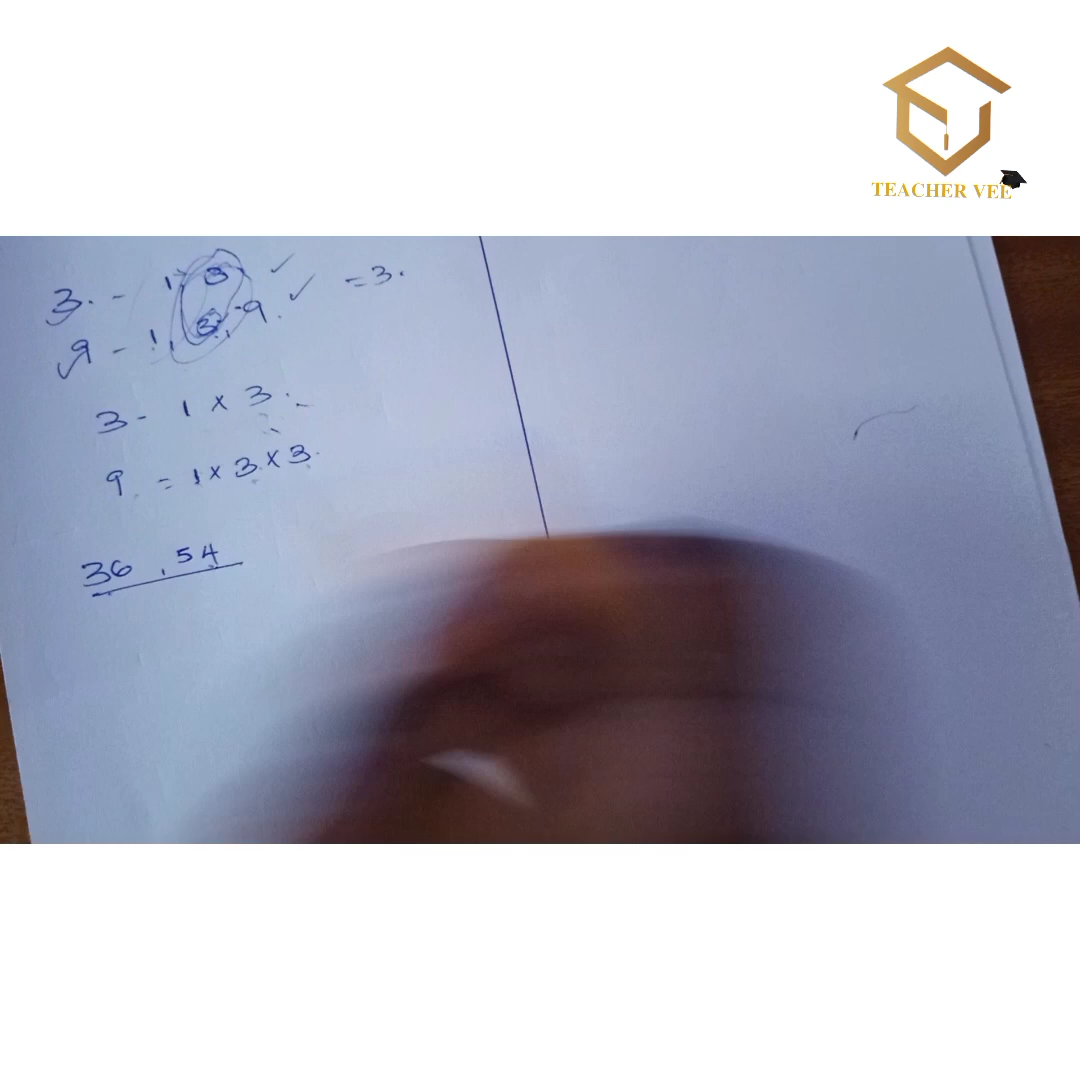 TEACHER VEE
3. - 1, 3 ✓
9 - 1, 3, 9. ✓ = 3.
3 - 1 x 3.
9 = 1 x 3 x 3.
36 , 54